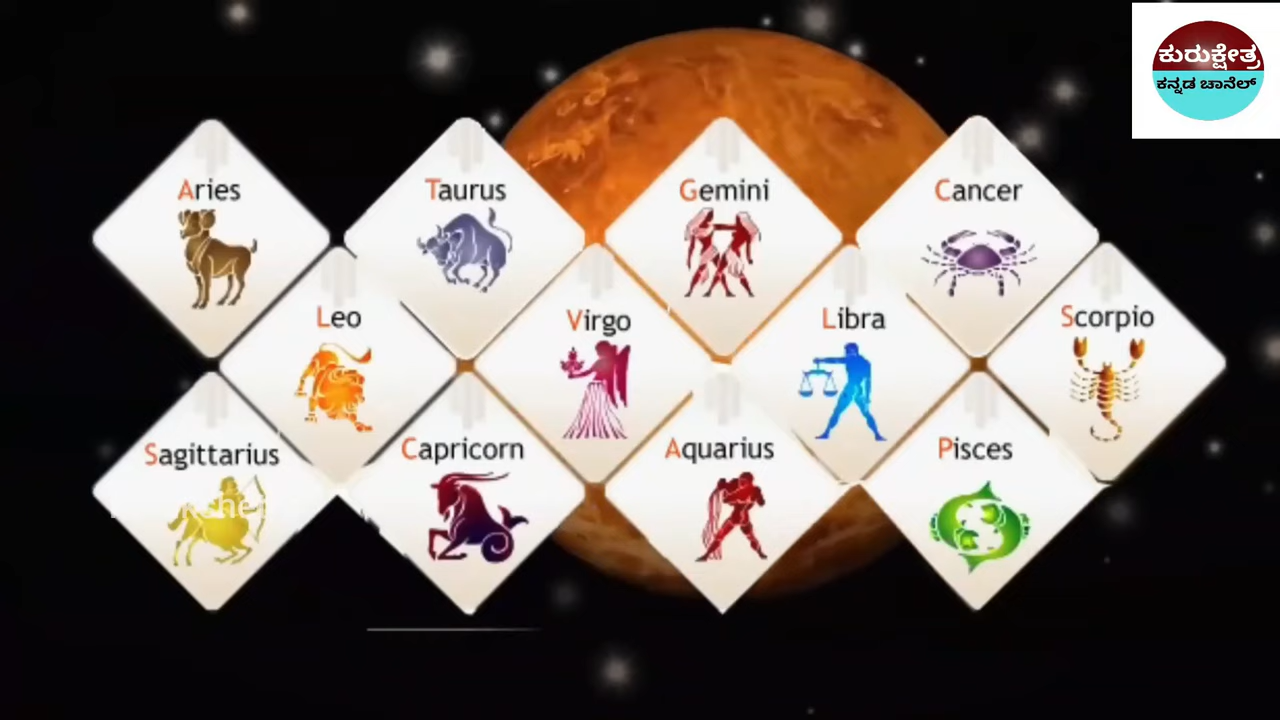 ಕುರುಕ್ಷೇತ್ರ
ಕನ್ನಡ ಚಾನೆಲ್
Aries
Taurus
Gemini
Cancer
Leo
Virgo
Libra
Scorpio
Sagittarius
Capricorn
Aquarius
Pisces